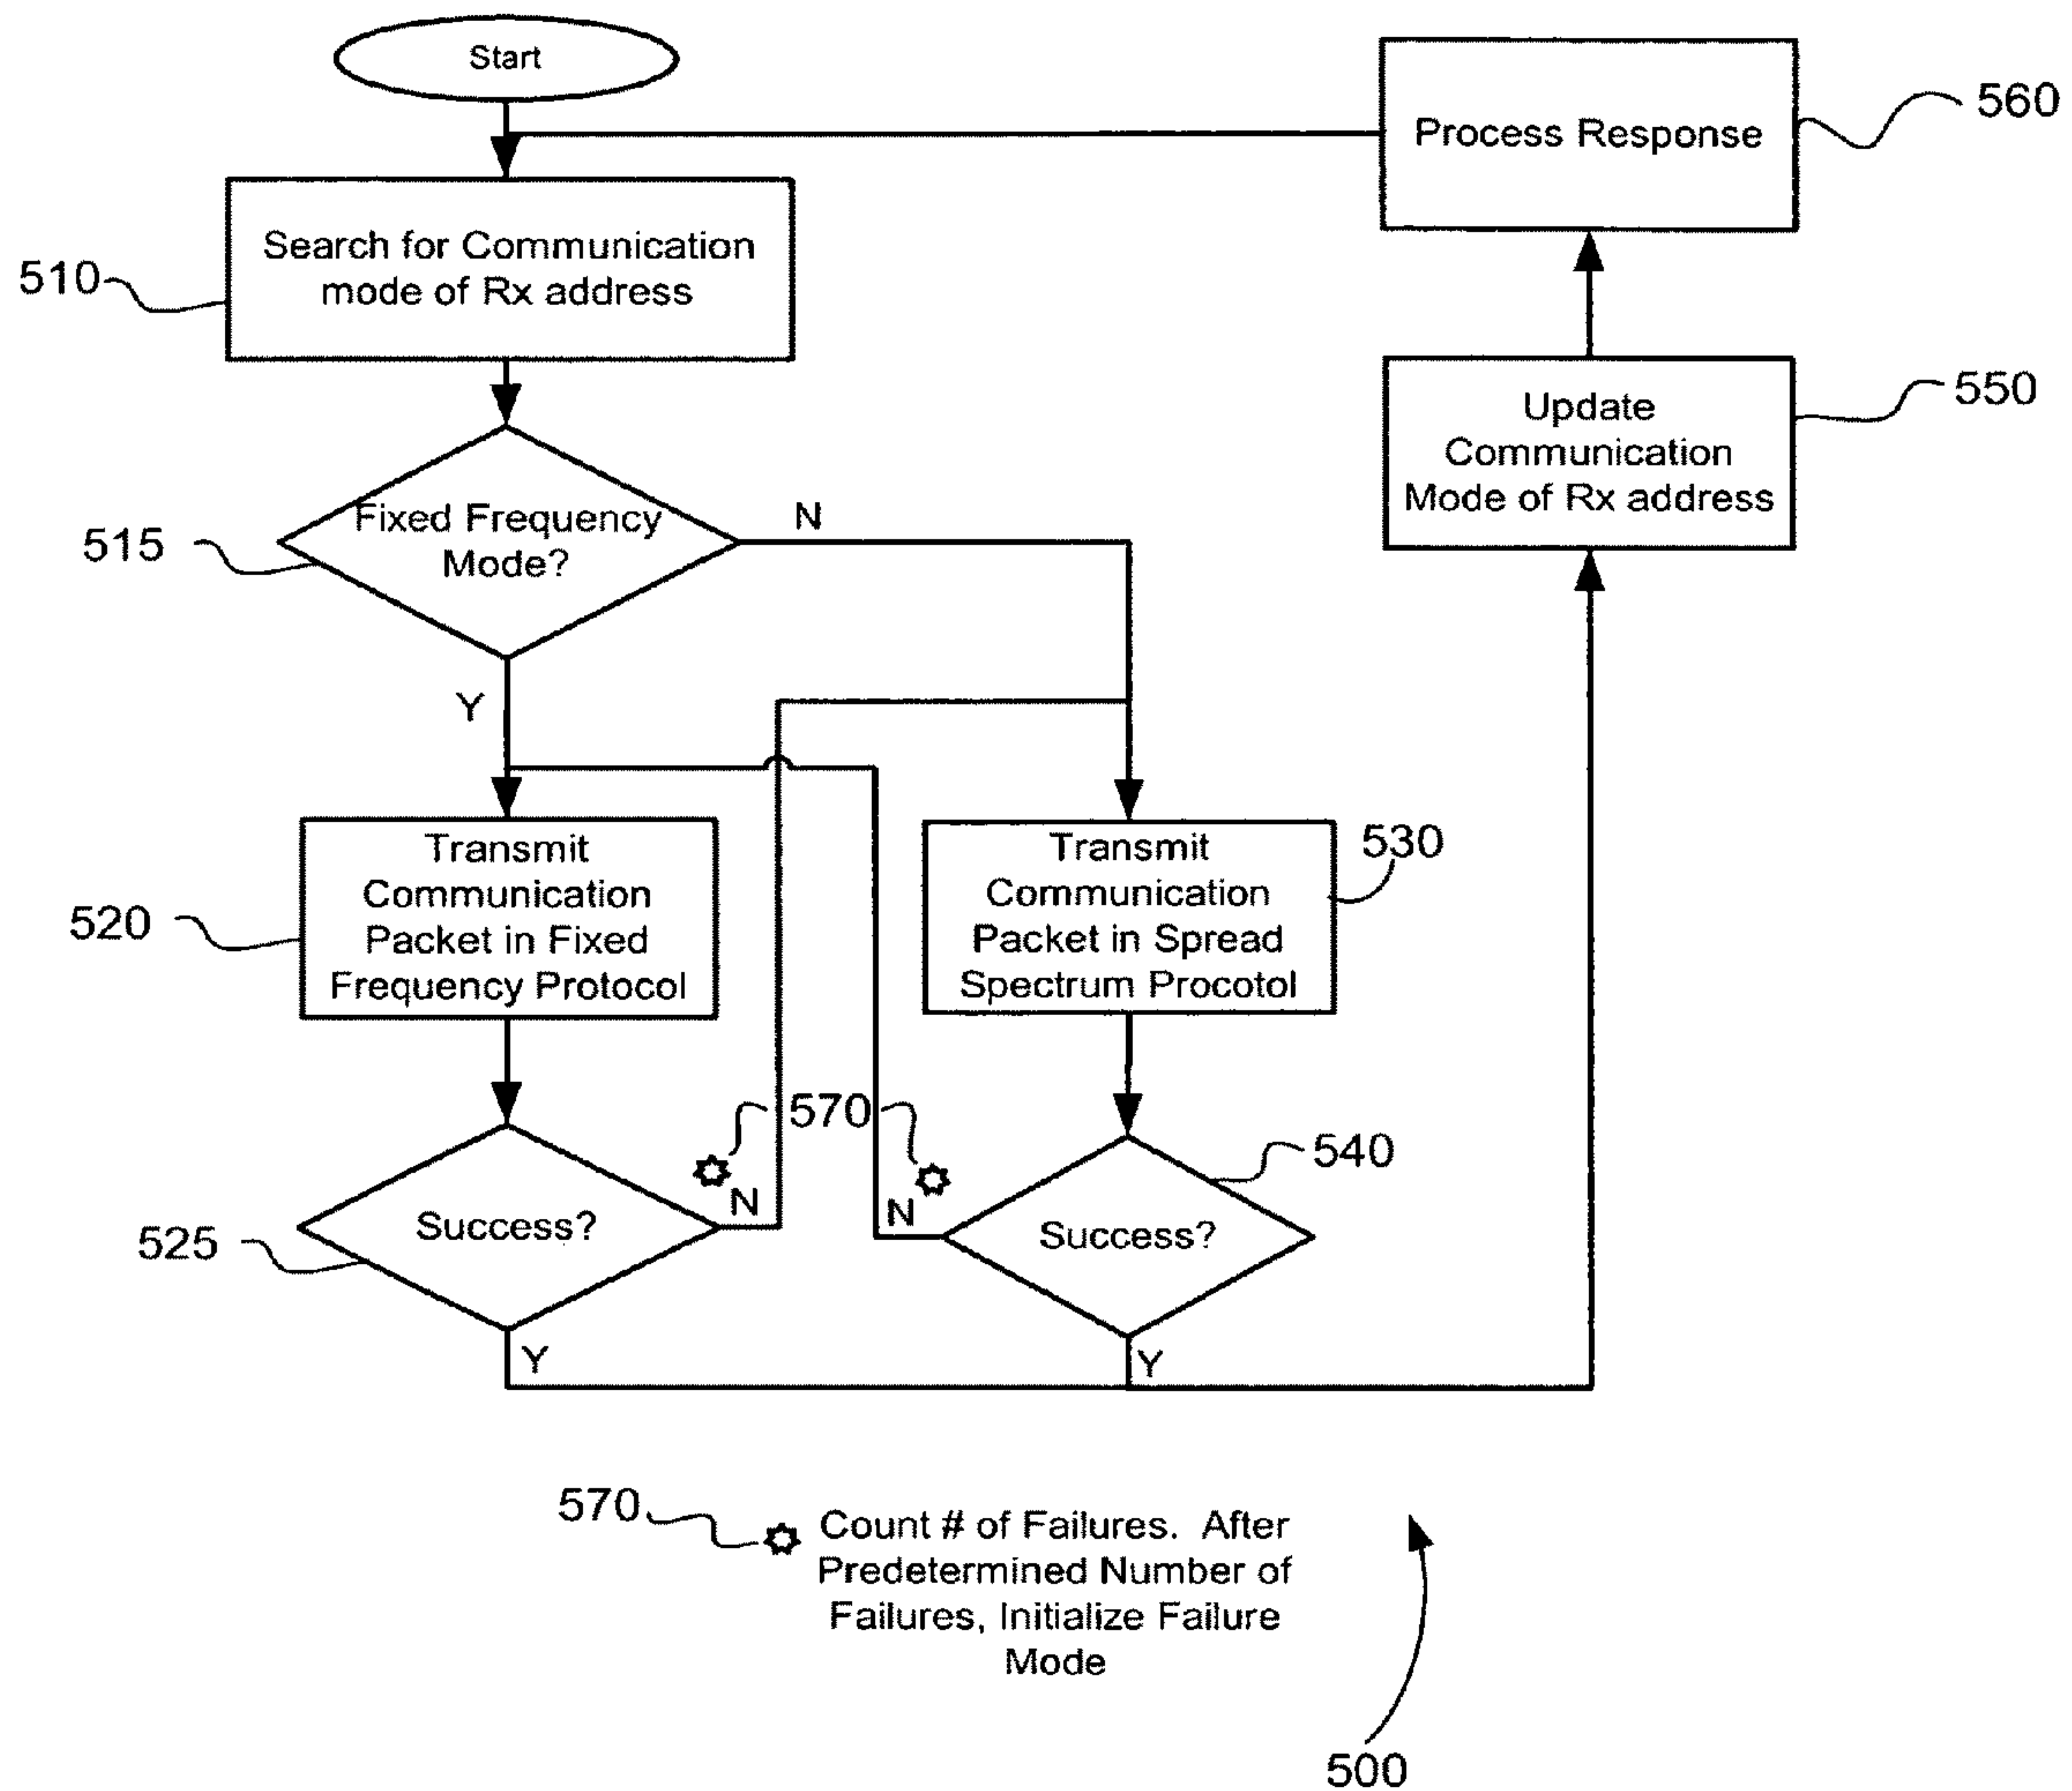 Start
Process Response
560
510
Search for Communication
mode of Rx address
550
Update
Communication
Mode of Rx address
515
Fixed Frequency
Mode?
N
Y
520
Transmit
Communication
Packet in Fixed
Frequency Protocol
530
Transmit
Communication
Packet in Spread
Spectrum Procotol
570
525
Success?
N
Y
540
Success?
N
Y
570
Count # of Failures. After
Predetermined Number of
Failures, Initialize Failure
Mode
500